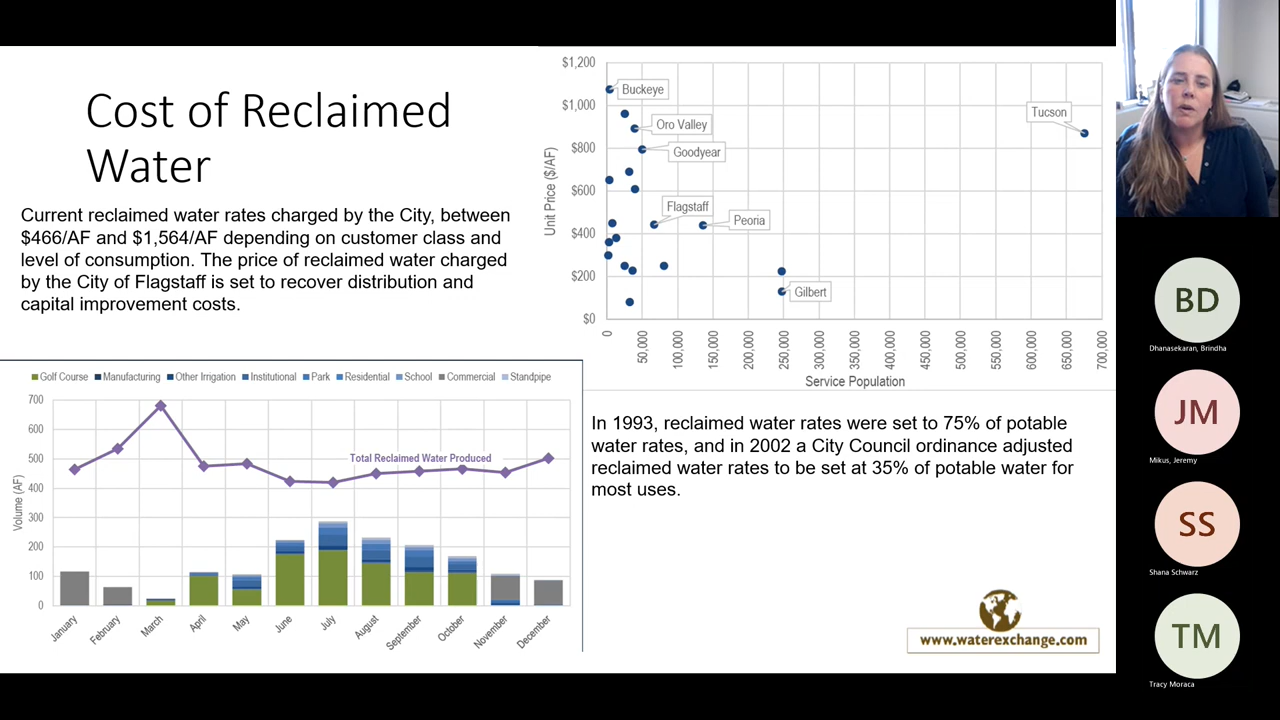 Cost of Reclaimed
Water
Current reclaimed water rates charged by the City, between
$466/AF and $1,564/AF depending on customer class and
level of consumption. The price of reclaimed water charged
by the City of Flagstaff is set to recover distribution and
capital improvement costs.
$1,200
$1,000
$800
$600
$400
$200
$0
Unit Price ($/AF)
Buckeye
Oro Valley
Goodyear
Flagstaff
Peoria
Gilbert
Tucson
0
50,000
100,000
150,000
200,000
250,000
300,000
350,000
400,000
450,000
500,000
550,000
600,000
650,000
700,000
Service Population
Golf Course Manufacturing Other Irrigation Institutional Park Residential School Commercial Standpipe
700
600
500
400
300
200
100
0
Volume (AF)
Total Reclaimed Water Produced
January
February
March
April
May
June
July
August
September
October
November
December
In 1993, reclaimed water rates were set to 75% of potable
water rates, and in 2002 a City Council ordinance adjusted
reclaimed water rates to be set at 35% of potable water for
most uses.
www.waterexchange.com
BD
Dhanasekaran, Brindha
JM
Mikus, Jeremy
SS
Shana Schwarz
TM
Tracy Moraca